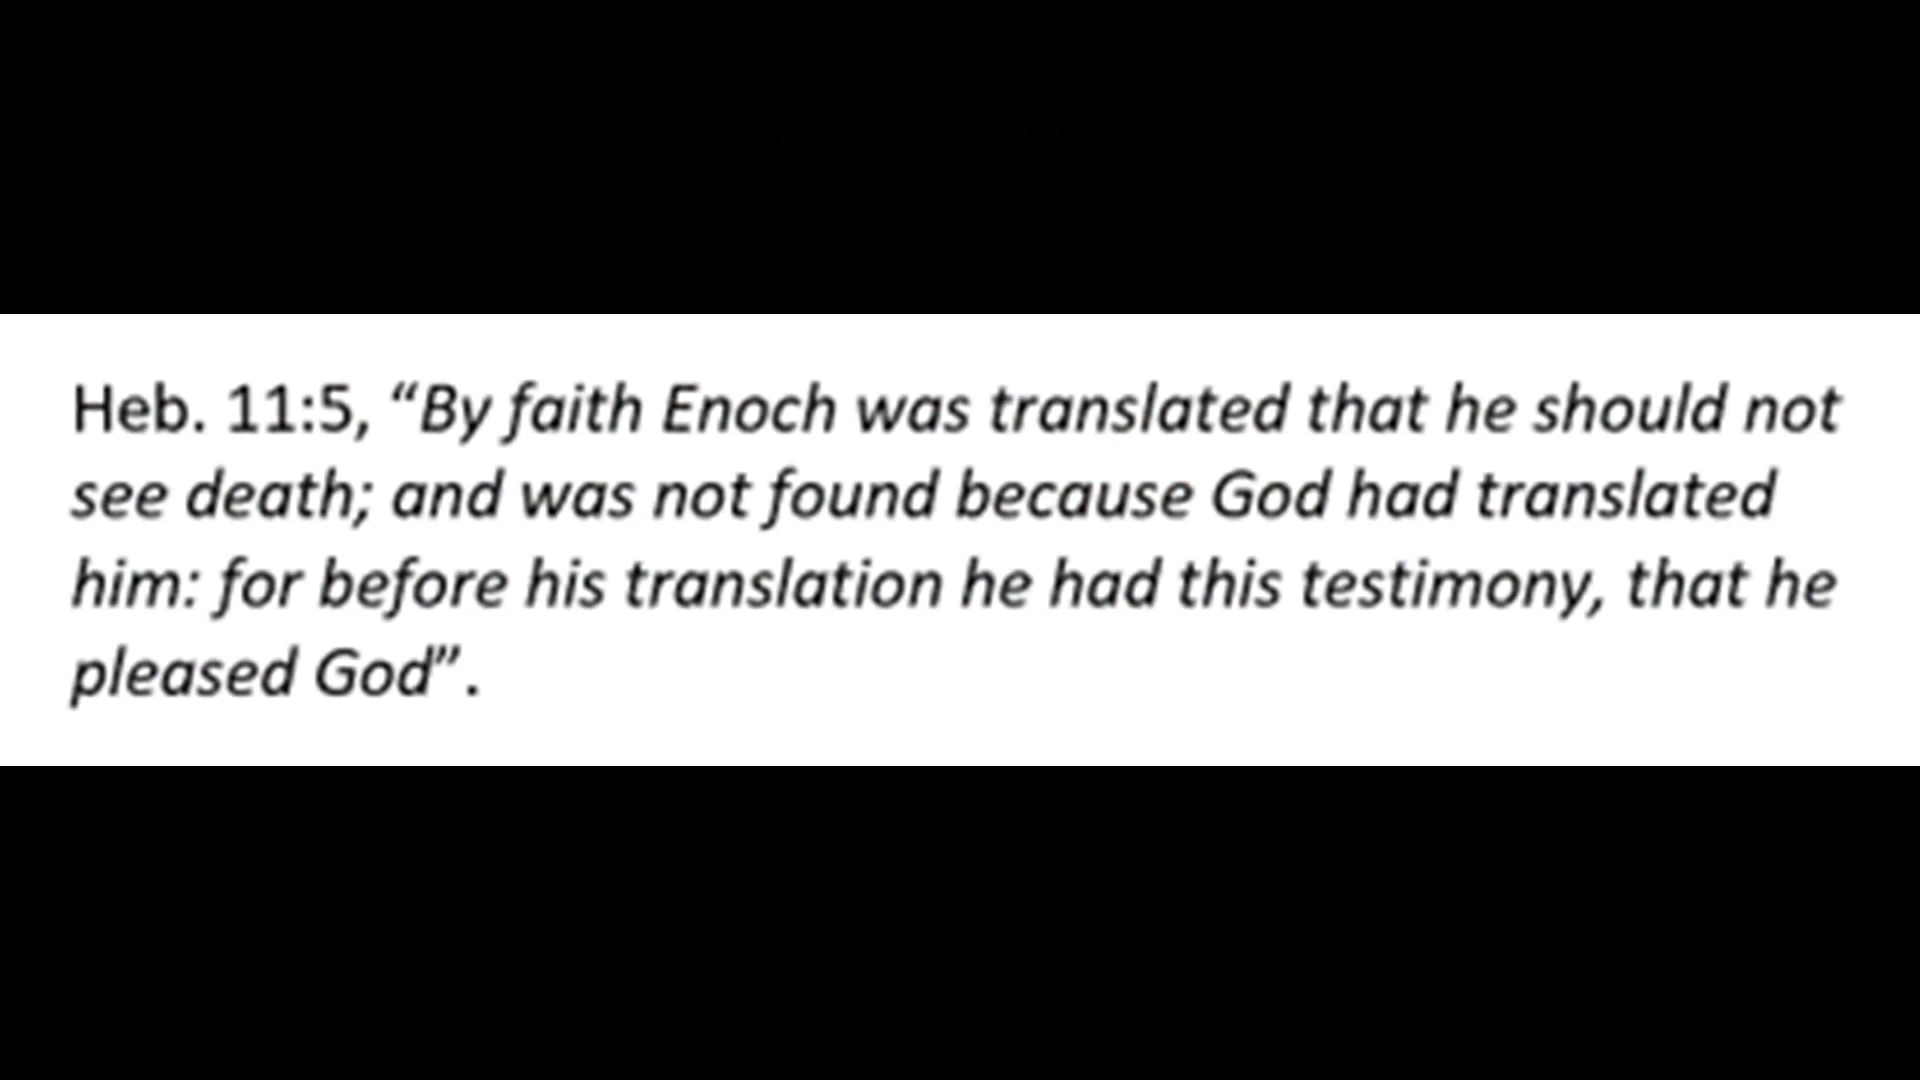 Heb. 11:5, “By faith Enoch was translated that he should not
see death; and was not found because God had translated
him: for before his translation he had this testimony, that he
pleased God”.